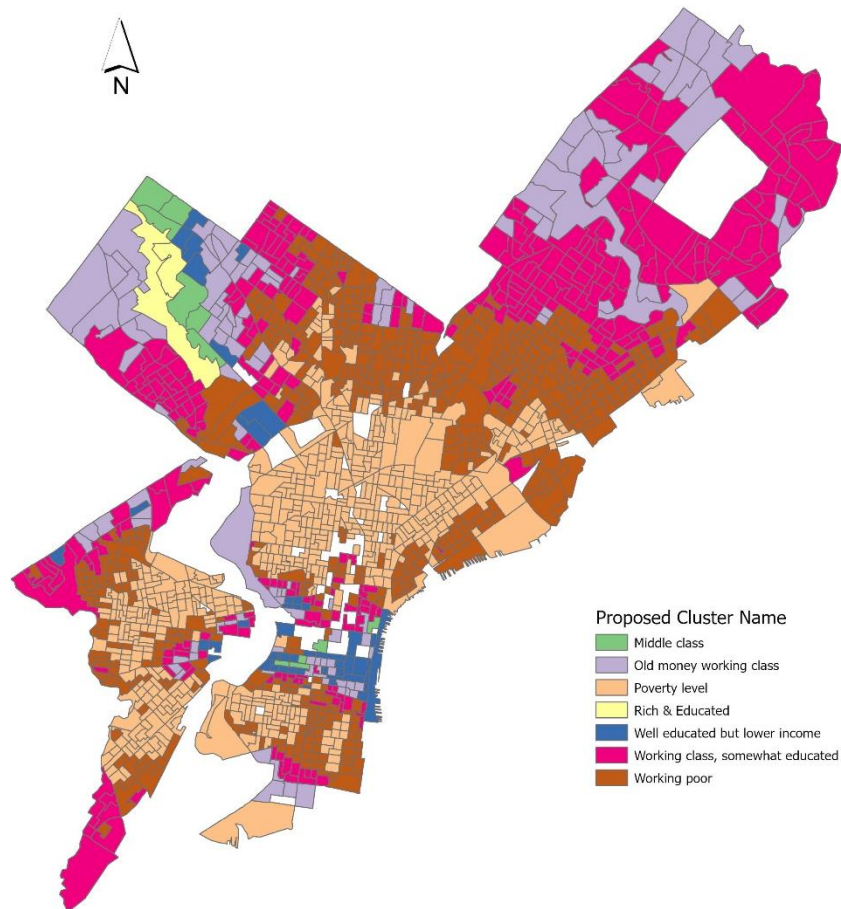 N
Proposed Cluster Name
Middle class
Old money working class
Poverty level
Rich & Educated
Well educated but lower income
Working class, somewhat educated
Working poor